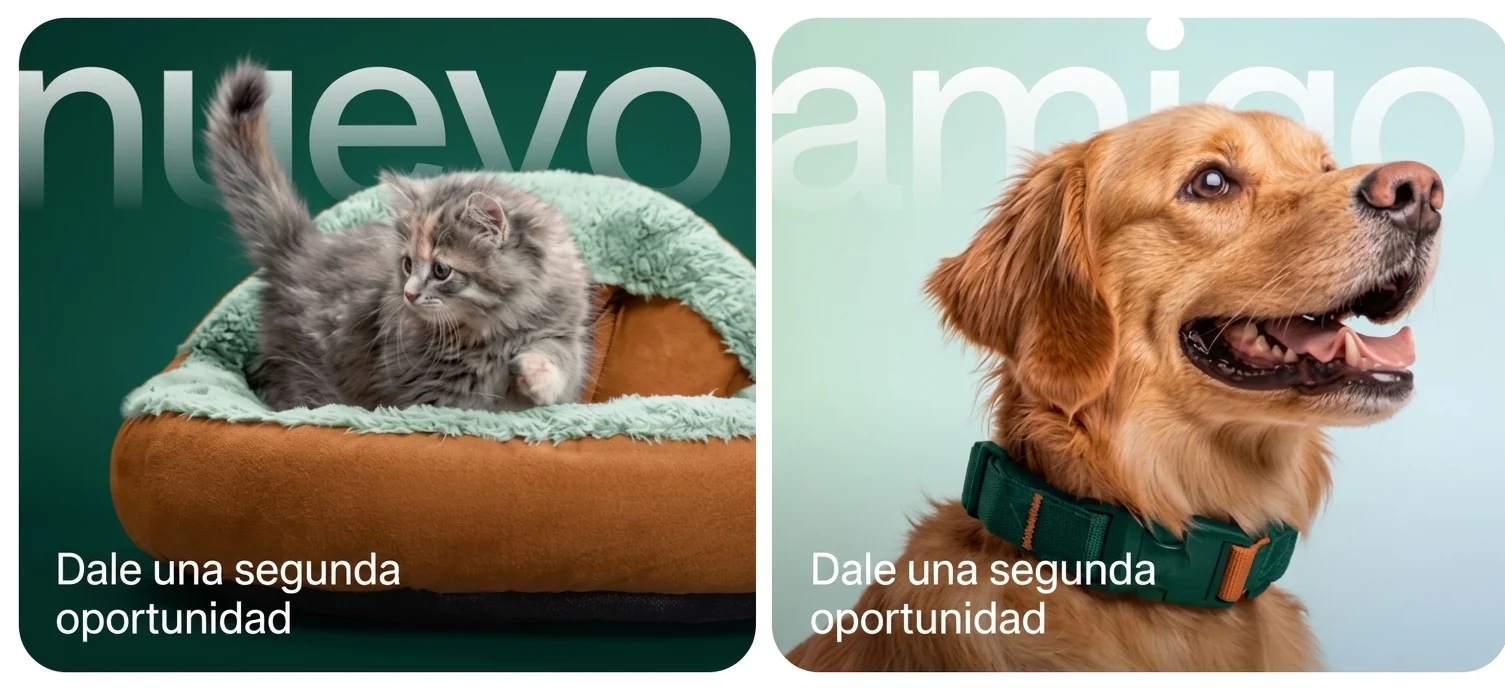 nuevo
Dale una segunda
oportunidad
amigo
Dale una segunda
oportunidad